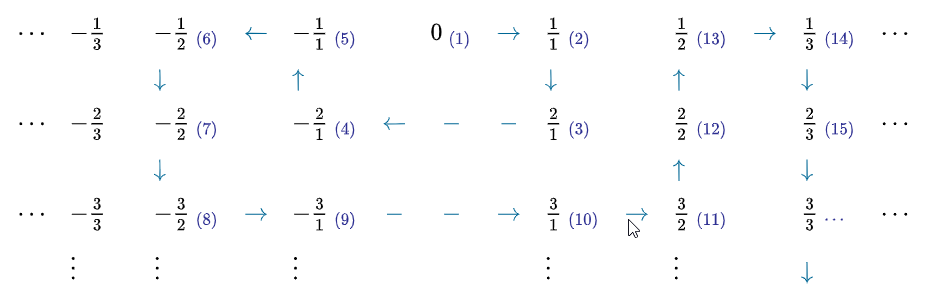 ⋯ −1/3 −1/2 (6) ← −1/1 (5) 0 (1) → 1/1 (2) 1/2 (13) → 1/3 (14) ⋯
↓ ↑ ↓ ↑ ↓
⋯ −2/3 −2/2 (7) −2/1 (4) ← − − 2/1 (3) 2/2 (12) 2/3 (15) ⋯
↓ ↑ ↓
⋯ −3/3 −3/2 (8) → −3/1 (9) − − → 3/1 (10) → 3/2 (11) 3/3 ⋯ ⋯
⋮ ⋮ ⋮ ⋮ ⋮ ↓